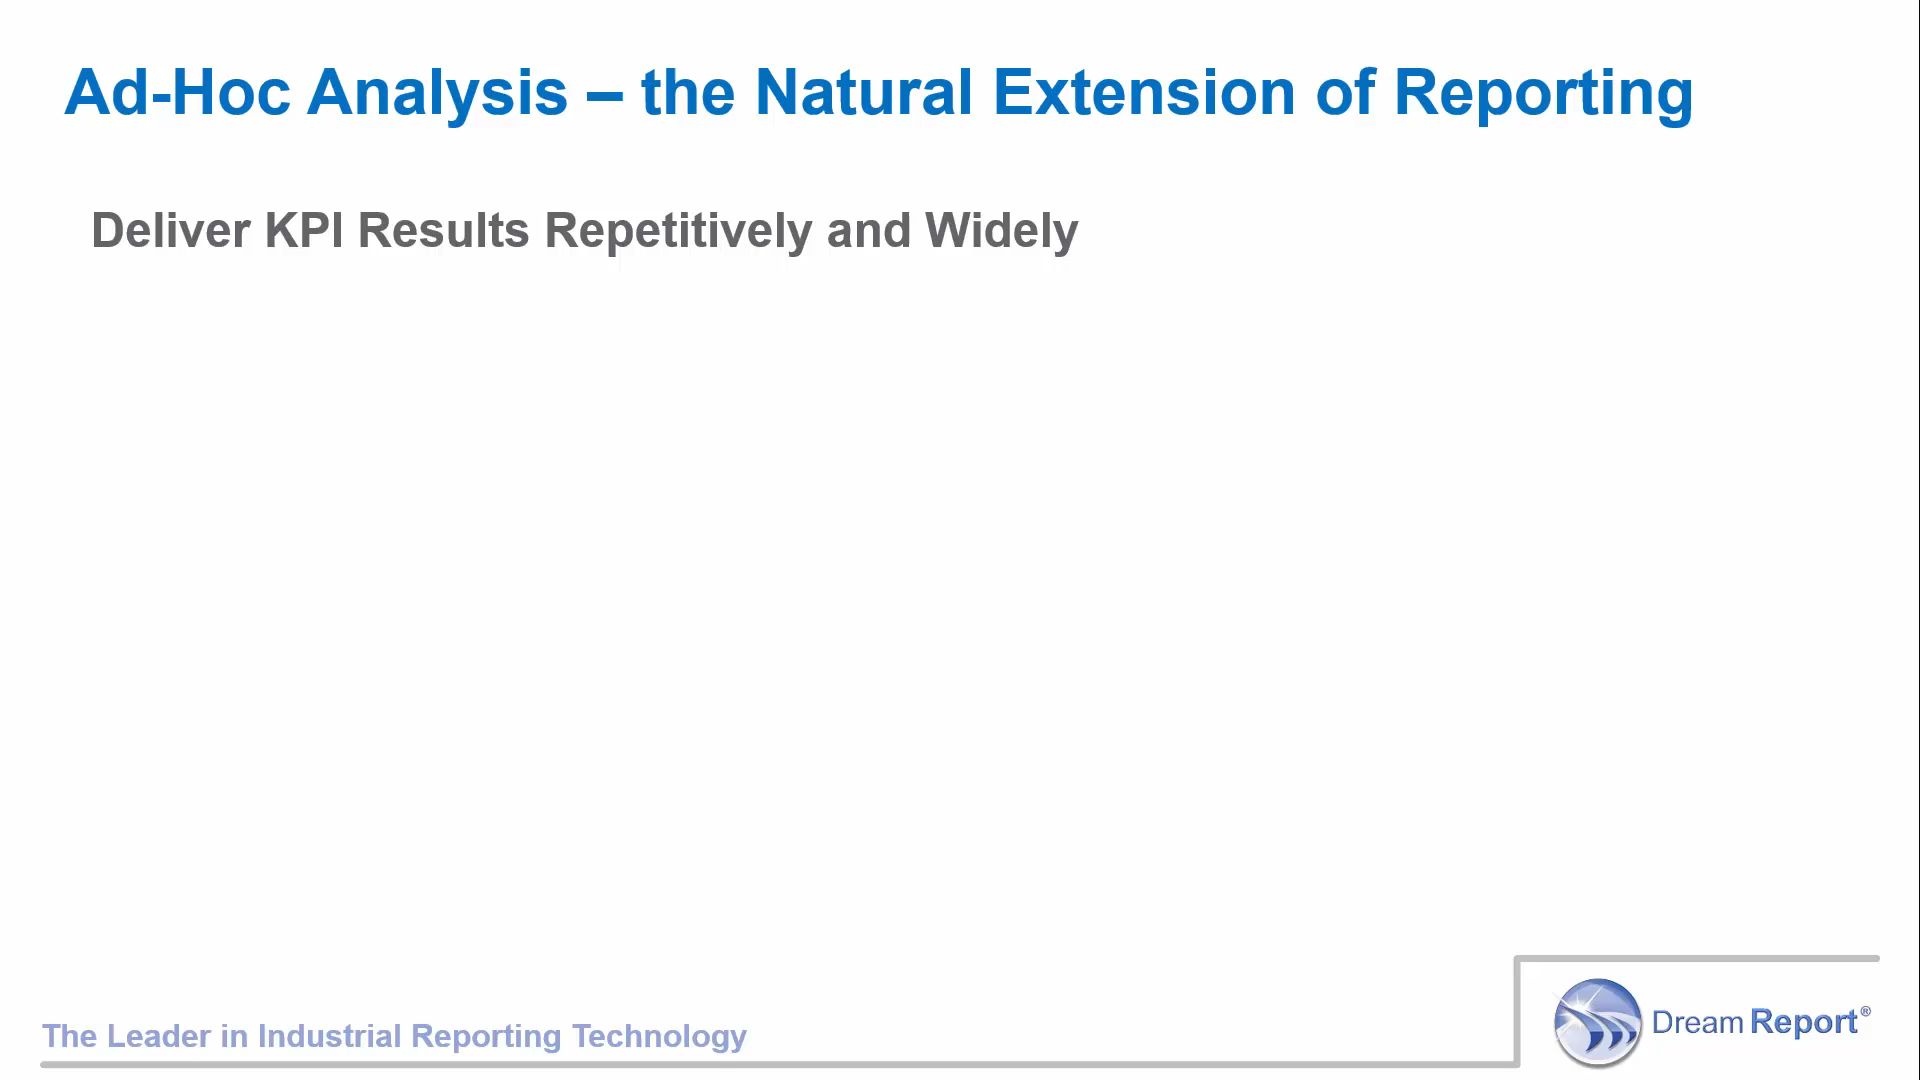 Ad-Hoc Analysis – the Natural Extension of Reporting
Deliver KPI Results Repetitively and Widely
The Leader in Industrial Reporting Technology
Dream Report®